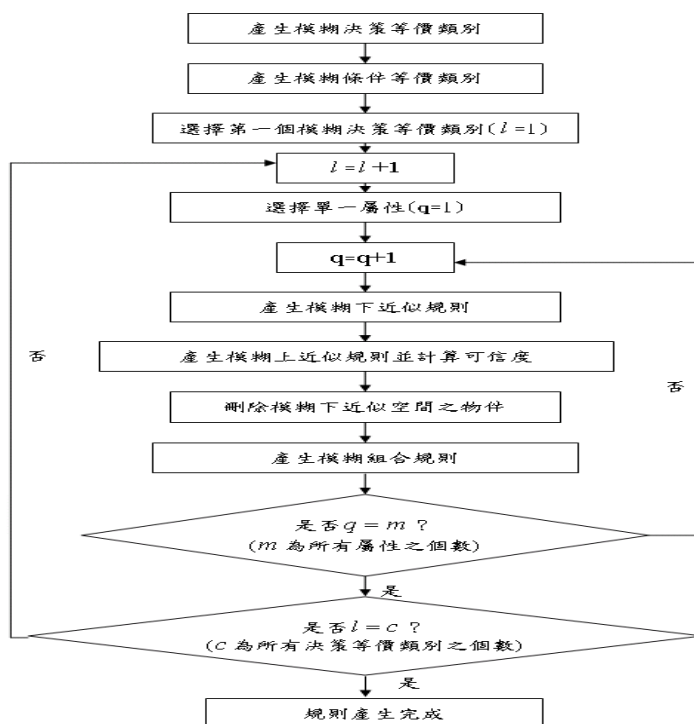 產生模糊決策等價類別
產生模糊條件等價類別
選擇第一個模糊決策等價類別(l=1)
l=l+1
選擇單一屬性(q=1)
q=q+1
產生模糊下近似規則
產生模糊上近似規則並計算可信度
刪除模糊下近似空間之物件
產生模糊組合規則
是否q = m ?
(m 為所有屬性之個數)
否
是
是否l = c ?
(C 為所有決策等價類別之個數)
否
是
規則產生完成